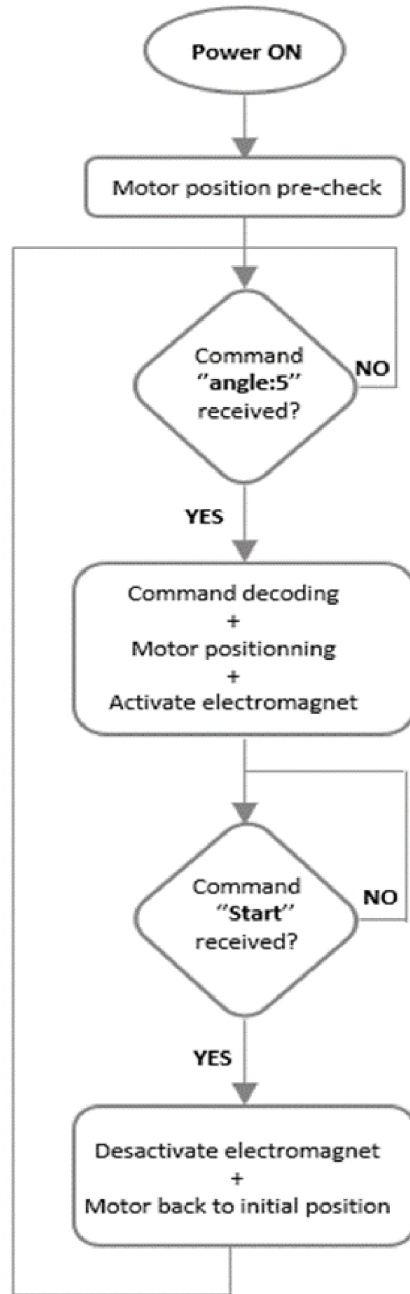 Power ON
Motor position pre-check
Command
"angle:5"
received?
NO
YES
Command decoding
+
Motor positionning
+
Activate electromagnet
Command
"Start"
received?
NO
YES
Desactivate electromagnet
+
Motor back to initial position